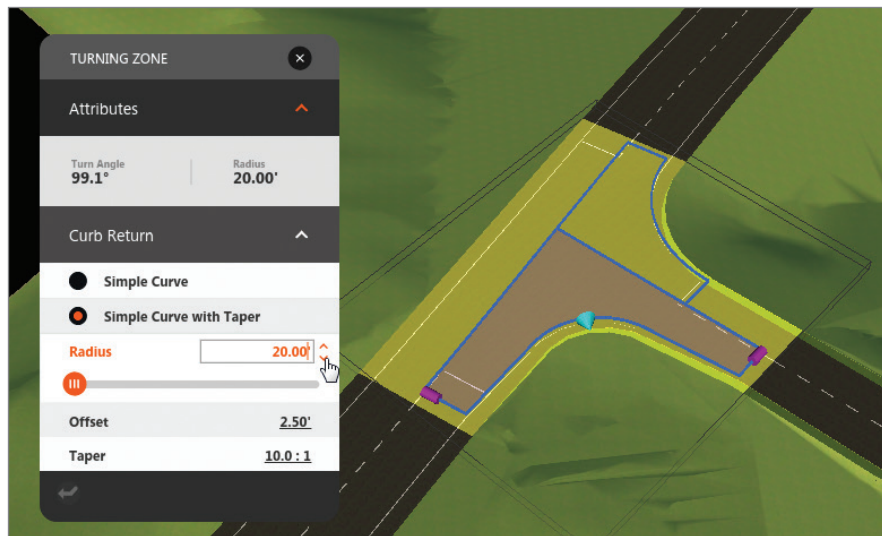 TURNING ZONE
Attributes
Turn Angle Radius
99.1° 20.00'
Curb Return
Simple Curve
Simple Curve with Taper
Radius 20.00'
Offset 2.50'
Taper 10.0 : 1